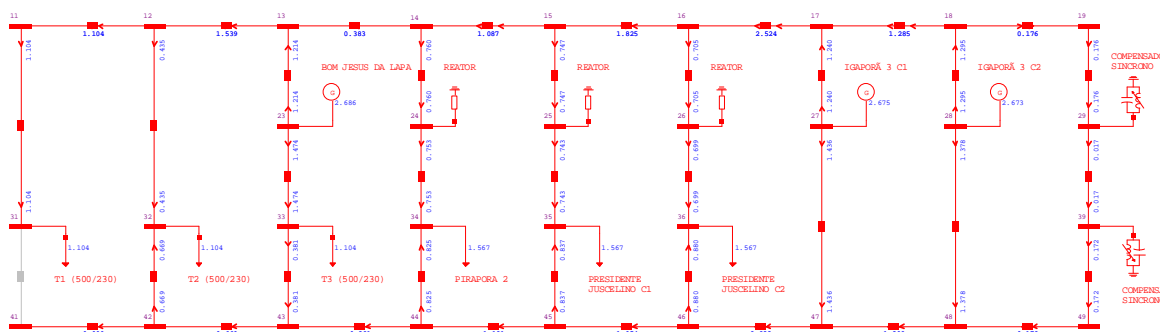 11 12 13 14 15 16 17 18 19
1.104 1.539 0.383 1.087 1.825 2.524 1.285 0.176
1.104 0.435 1.214 0.760 0.747 0.705 1.240 1.295 0.176
BOM JESUS DA LAPA REATOR REATOR REATOR IGAPORÃ 3 C1 IGAPORÃ 3 C2
COMPENSADO
SINCRONO
G G G
2.686 2.675 2.673
1.214 0.760 0.747 0.705 1.240 1.295 0.176
23 24 25 26 27 28 29
1.474 0.753 0.743 0.699 1.436 1.378 0.017
1.104 0.435 1.474 0.753 0.743 0.699 0.017
31 32 33 34 35 36 39
1.104 1.104 1.104 1.567 1.567 1.567
0.669 0.381 0.825 0.837 0.880 0.172
T1 (500/230) T2 (500/230) T3 (500/230) PIRAPORA 2
PRESIDENTE
JUSCELINO C1
PRESIDENTE
JUSCELINO C2
COMPENSA
SINCRONO
0.669 0.381 0.825 0.837 0.880 1.436 1.378 0.172
41 42 43 44 45 46 47 48 49